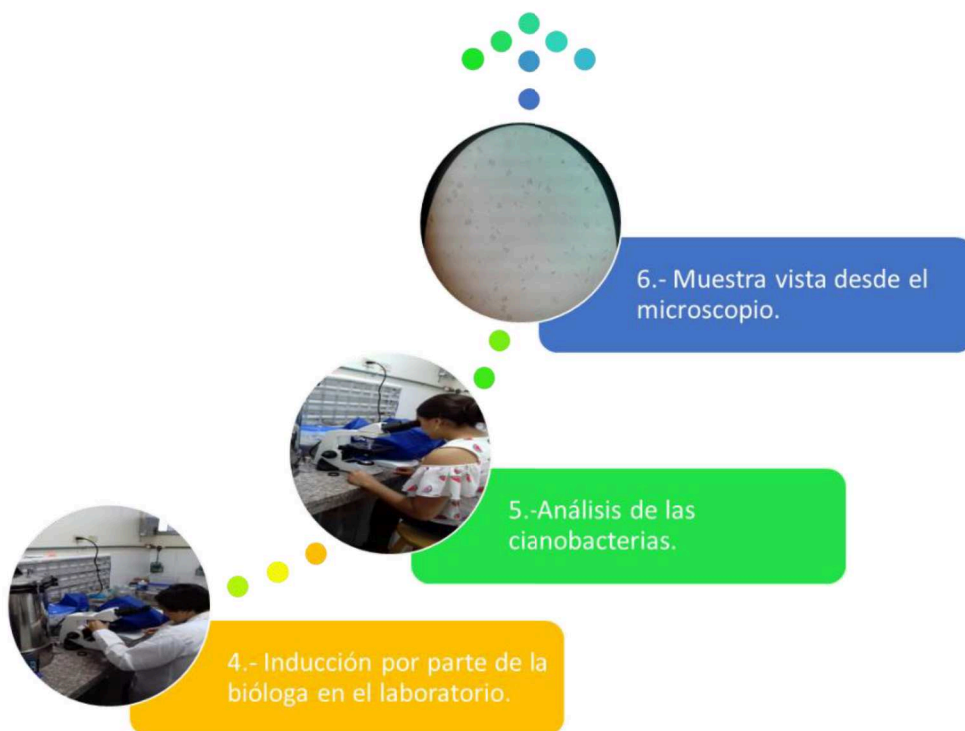 6.- Muestra vista desde el
microscopio.
5.-Análisis de las
cianobacterias.
4.- Inducción por parte de la
bióloga en el laboratorio.